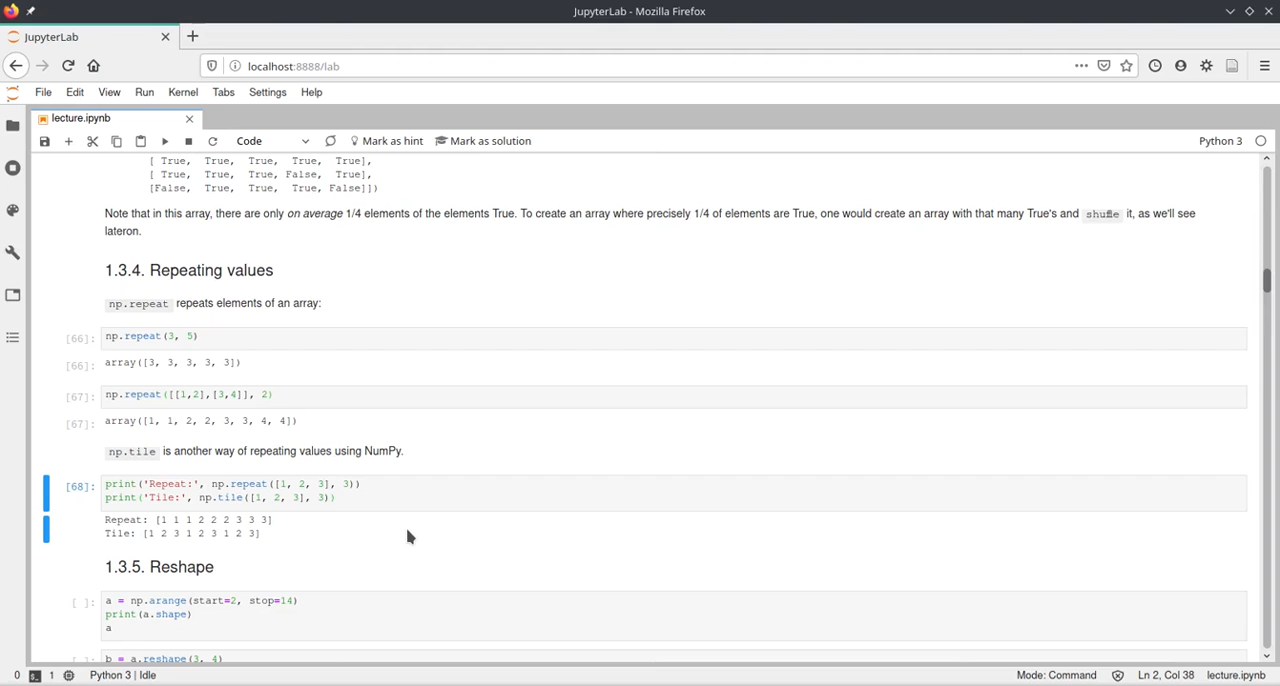 JupyterLab - Mozilla Firefox
JupyterLab
localhost:8888/lab
File Edit View Run Kernel Tabs Settings Help
lecture.ipynb
Code Mark as hint Mark as solution Python 3
[ True, True, True, True, True],
[ True, True, True, False, True],
[False, True, True, True, False]])
Note that in this array, there are only on average 1/4 elements of the elements True. To create an array where precisely 1/4 of elements are True, one would create an array with that many True's and shuffle it, as we'll see
lateron.
1.3.4. Repeating values
np.repeat repeats elements of an array:
[66]: np.repeat(3, 5)
[66]: array([3, 3, 3, 3, 3])
[67]: np.repeat([[1,2],[3,4]], 2)
[67]: array([1, 1, 2, 2, 3, 3, 4, 4])
np.tile is another way of repeating values using NumPy.
[68]: print('Repeat:', np.repeat([1, 2, 3], 3))
print('Tile:', np.tile([1, 2, 3], 3))
Repeat: [1 1 1 2 2 2 3 3 3]
Tile: [1 2 3 1 2 3 1 2 3]
1.3.5. Reshape
[ ]: a = np.arange(start=2, stop=14)
print(a.shape)
a
[ ]: b = a.reshape(3, 4)
0 1 Python 3 | Idle Mode: Command Ln 2, Col 38 lecture.ipynb